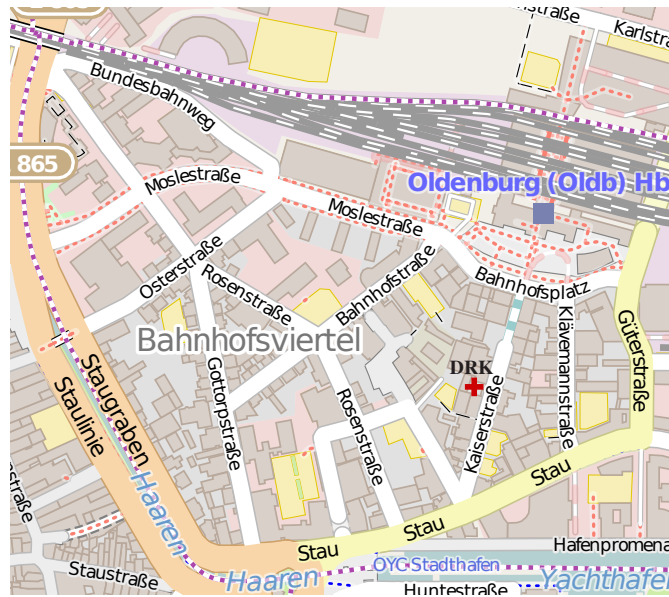 Karlstra
Bundesbahnweg
865
Moslestraße
Oldenburg (Oldb) Hb
Moslestraße
Osterstraße
Rosenstraße
Bahnhofstraße
Bahnhofsplatz
Bahnhofsviertel
Klävemannstraße
Güterstraße
DRK
Gottorpstraße
Rosenstraße
Kaiserstraße
Staugraben
Staulinie
Haaren
Stau
Stau
Stau
Hafenpromena
OYC Stadthafen
Staustraße
Haaren
Huntestraße
Yachthafen